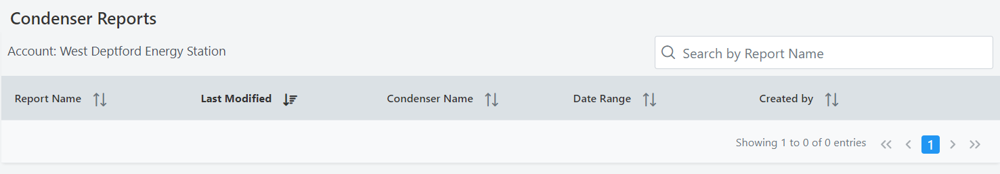 Condenser Reports
Account: West Deptford Energy Station
Search by Report Name
Report Name Last Modified Condenser Name Date Range Created by
Showing 1 to 0 of 0 entries 1